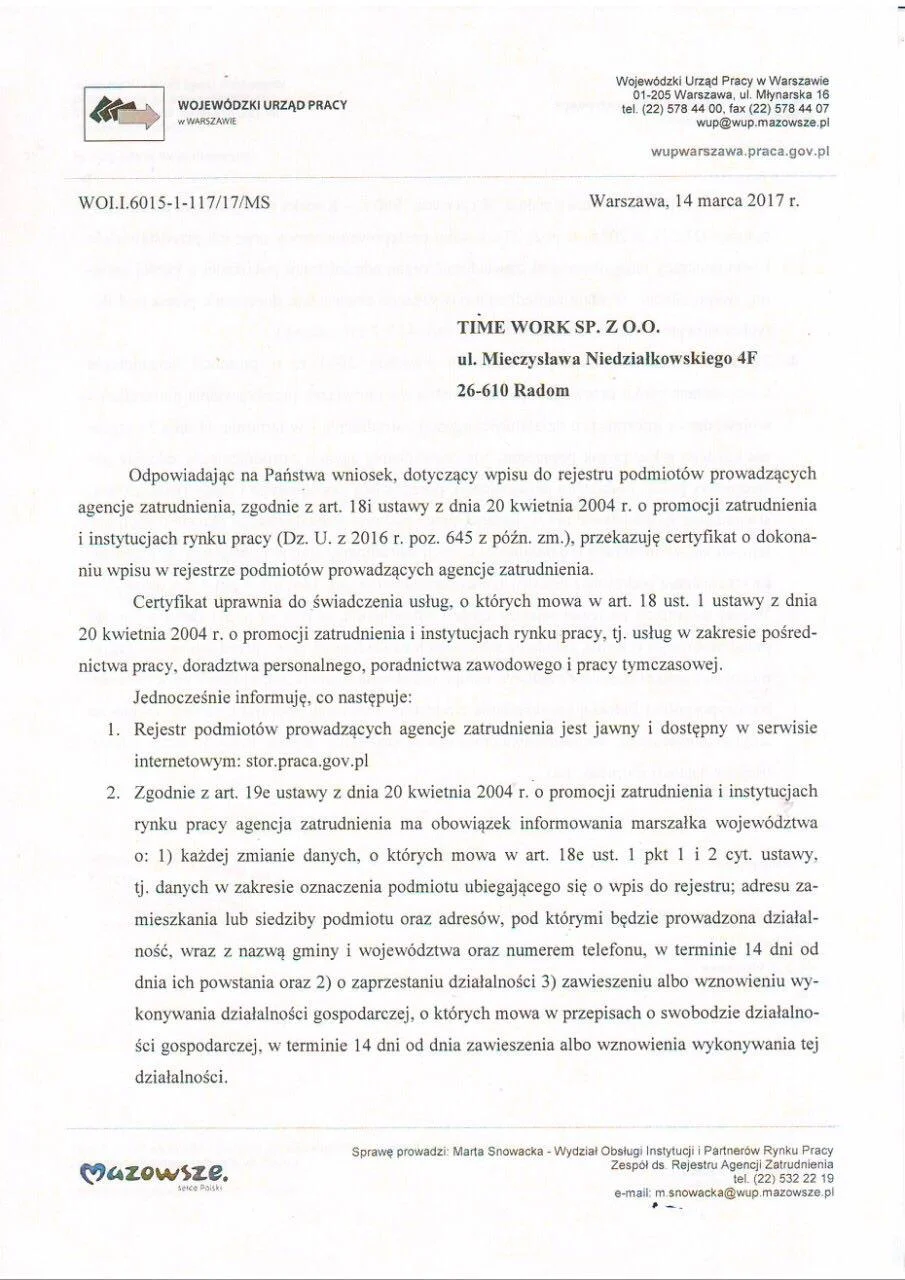 WOJEWÓDZKI URZĄD PRACY
w WARSZAWIE
Wojewódzki Urząd Pracy w Warszawie
01-205 Warszawa, ul. Młynarska 16
tel. (22) 578 44 00, fax (22) 578 44 07
wup@wup.mazowsze.pl
wupwarszawa.praca.gov.pl
WOI.I.6015-1-117/17/MS
Warszawa, 14 marca 2017 r.
TIME WORK SP. Z O.O.
ul. Mieczysława Niedziałkowskiego 4F
26-610 Radom
Odpowiadając na Państwa wniosek, dotyczący wpisu do rejestru podmiotów prowadzących
agencje zatrudnienia, zgodnie z art. 18i ustawy z dnia 20 kwietnia 2004 r. o promocji zatrudnienia
i instytucjach rynku pracy (Dz. U. z 2016 r. poz. 645 z późn. zm.), przekazuję certyfikat o dokona-
niu wpisu w rejestrze podmiotów prowadzących agencje zatrudnienia.
Certyfikat uprawnia do świadczenia usług, o których mowa w art. 18 ust. 1 ustawy z dnia
20 kwietnia 2004 r. o promocji zatrudnienia i instytucjach rynku pracy, tj. usług w zakresie pośred-
nictwa pracy, doradztwa personalnego, poradnictwa zawodowego i pracy tymczasowej.
Jednocześnie informuję, co następuje:
1. Rejestr podmiotów prowadzących agencje zatrudnienia jest jawny i dostępny w serwisie
internetowym: stor.praca.gov.pl
2. Zgodnie z art. 19e ustawy z dnia 20 kwietnia 2004 r. o promocji zatrudnienia i instytucjach
rynku pracy agencja zatrudnienia ma obowiązek informowania marszałka województwa
o: 1) każdej zmianie danych, o których mowa w art. 18e ust. 1 pkt 1 i 2 cyt. ustawy,
tj. danych w zakresie oznaczenia podmiotu ubiegającego się o wpis do rejestru; adresu za-
mieszkania lub siedziby podmiotu oraz adresów, pod którymi będzie prowadzona działal-
ność, wraz z nazwą gminy i województwa oraz numerem telefonu, w terminie 14 dni od
dnia ich powstania oraz 2) o zaprzestaniu działalności 3) zawieszeniu albo wznowieniu wy-
konywania działalności gospodarczej, o których mowa w przepisach o swobodzie działalno-
ści gospodarczej, w terminie 14 dni od dnia zawieszenia albo wznowienia wykonywania tej
działalności.
mazowsze.
serce Polski
Sprawę prowadzi: Marta Snowacka - Wydział Obsługi Instytucji i Partnerów Rynku Pracy
Zespół ds. Rejestru Agencji Zatrudnienia
tel. (22) 532 22 19
e-mail: m.snowacka@wup.mazowsze.pl